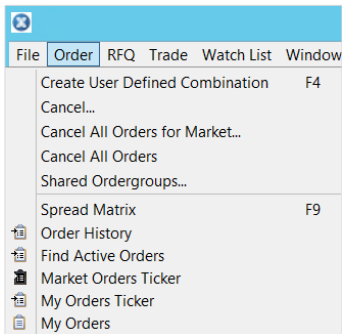 File Order RFQ Trade Watch List Window
Create User Defined Combination F4
Cancel...
Cancel All Orders for Market...
Cancel All Orders
Shared Ordergroups...
Spread Matrix F9
Order History
Find Active Orders
Market Orders Ticker
My Orders Ticker
My Orders